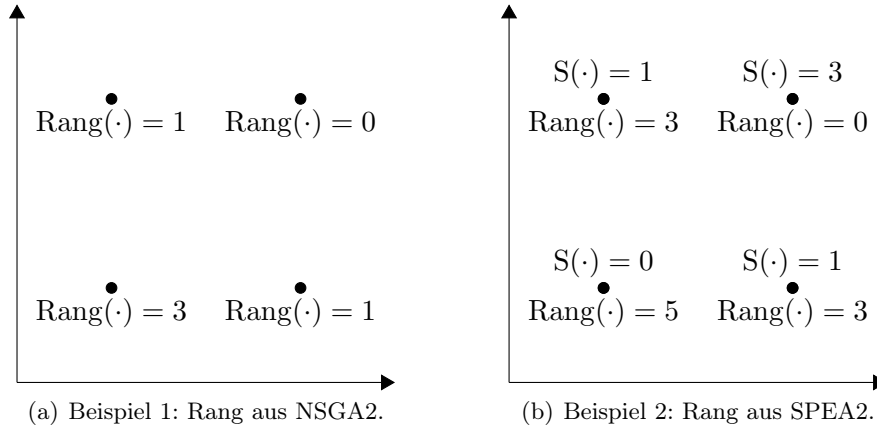 Rang(·) = 1
Rang(·) = 0
Rang(·) = 3
Rang(·) = 1
(a) Beispiel 1: Rang aus NSGA2.
S(·) = 1
Rang(·) = 3
S(·) = 3
Rang(·) = 0
S(·) = 0
Rang(·) = 5
S(·) = 1
Rang(·) = 3
(b) Beispiel 2: Rang aus SPEA2.